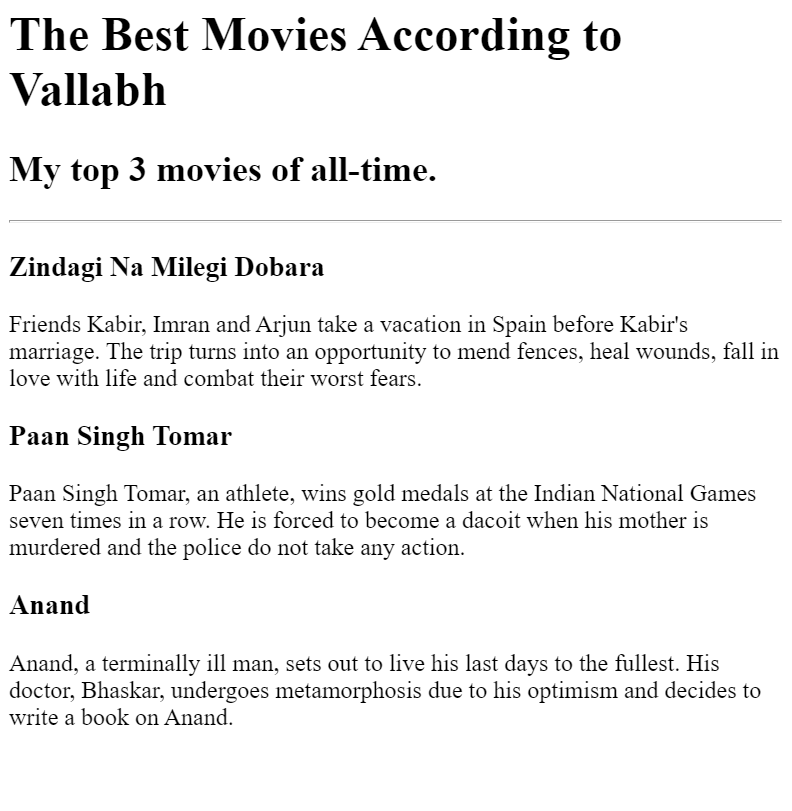 The Best Movies According to
Vallabh
My top 3 movies of all-time.
Zindagi Na Milegi Dobara
Friends Kabir, Imran and Arjun take a vacation in Spain before Kabir's
marriage. The trip turns into an opportunity to mend fences, heal wounds, fall in
love with life and combat their worst fears.
Paan Singh Tomar
Paan Singh Tomar, an athlete, wins gold medals at the Indian National Games
seven times in a row. He is forced to become a dacoit when his mother is
murdered and the police do not take any action.
Anand
Anand, a terminally ill man, sets out to live his last days to the fullest. His
doctor, Bhaskar, undergoes metamorphosis due to his optimism and decides to
write a book on Anand.